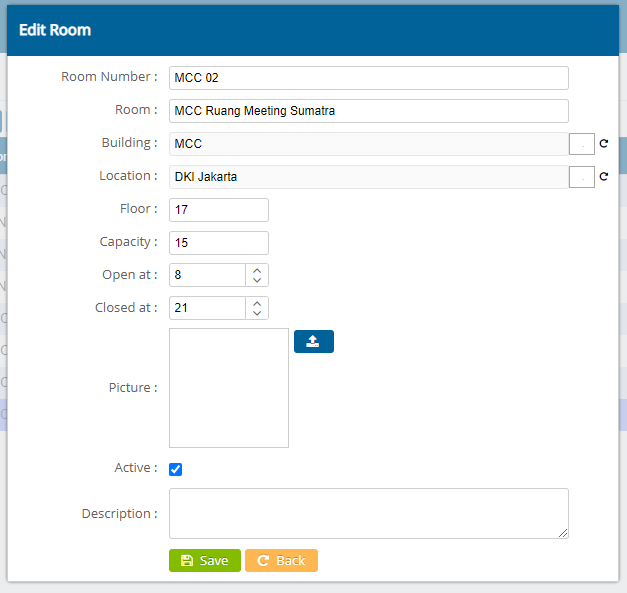 Edit Room
Room Number : MCC 02
Room : MCC Ruang Meeting Sumatra
Building : MCC
Location : DKI Jakarta
Floor : 17
Capacity : 15
Open at : 8
Closed at : 21
Picture :
Active :
Description :
Save Back